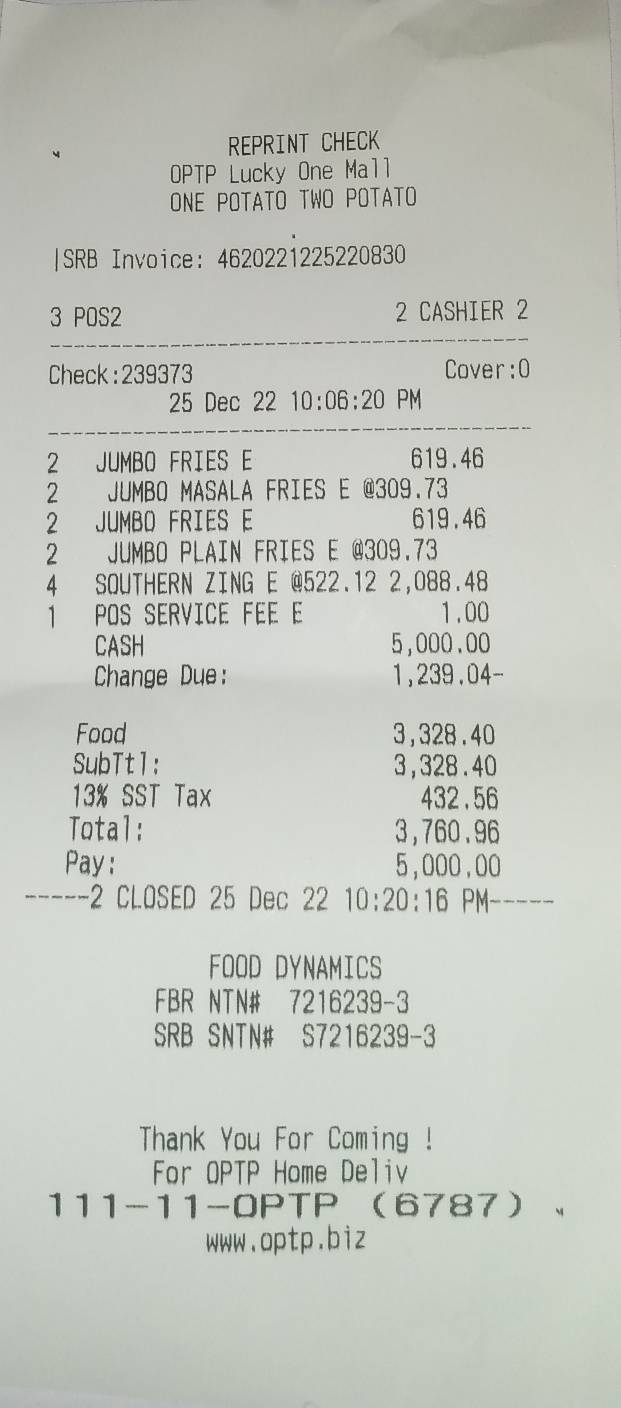 REPRINT CHECK
OPTP Lucky One Mall
ONE POTATO TWO POTATO
|SRB Invoice: 4620221225220830
3 POS2 2 CASHIER 2
Check:239373 Cover:0
25 Dec 22 10:06:20 PM
2 JUMBO FRIES E 619.46
2 JUMBO MASALA FRIES E @309.73
2 JUMBO FRIES E 619.46
2 JUMBO PLAIN FRIES E @309.73
4 SOUTHERN ZING E @522.12 2,088.48
1 POS SERVICE FEE E 1.00
CASH 5,000.00
Change Due: 1,239.04-
Food 3,328.40
SubTtl: 3,328.40
13% SST Tax 432.56
Total: 3,760.96
Pay: 5,000.00
-----2 CLOSED 25 Dec 22 10:20:16 PM-----
FOOD DYNAMICS
FBR NTN# 7216239-3
SRB SNTN# S7216239-3
Thank You For Coming !
For OPTP Home Deliv
111-11-OPTP (6787)
www.optp.biz